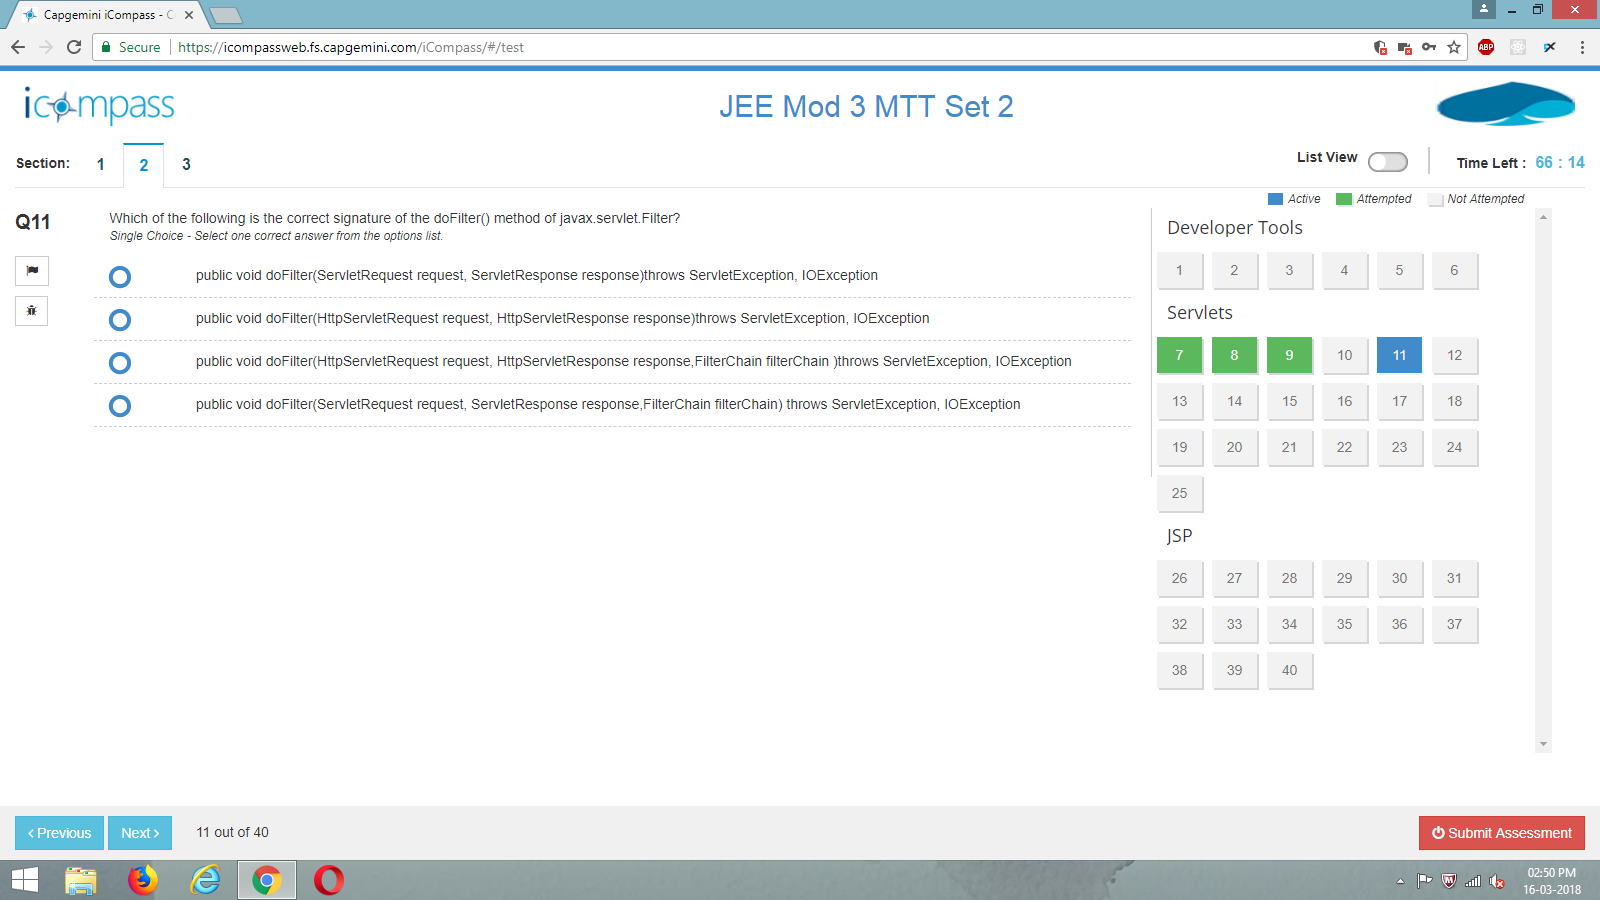 Capgemini iCompass - C
Secure https://icompassweb.fs.capgemini.com/iCompass/#/test
ABP
icompass
JEE Mod 3 MTT Set 2
Section: 1 2 3
List View
Time Left : 66 : 14
Active Attempted Not Attempted
Q11
Which of the following is the correct signature of the doFilter() method of javax.servlet.Filter?
Single Choice - Select one correct answer from the options list.
public void doFilter(ServletRequest request, ServletResponse response)throws ServletException, IOException
public void doFilter(HttpServletRequest request, HttpServletResponse response)throws ServletException, IOException
public void doFilter(HttpServletRequest request, HttpServletResponse response,FilterChain filterChain )throws ServletException, IOException
public void doFilter(ServletRequest request, ServletResponse response,FilterChain filterChain) throws ServletException, IOException
Developer Tools
1 2 3 4 5 6
Servlets
7 8 9 10 11 12
13 14 15 16 17 18
19 20 21 22 23 24
25
JSP
26 27 28 29 30 31
32 33 34 35 36 37
38 39 40
‹ Previous
Next ›
11 out of 40
Submit Assessment
02:50 PM
16-03-2018